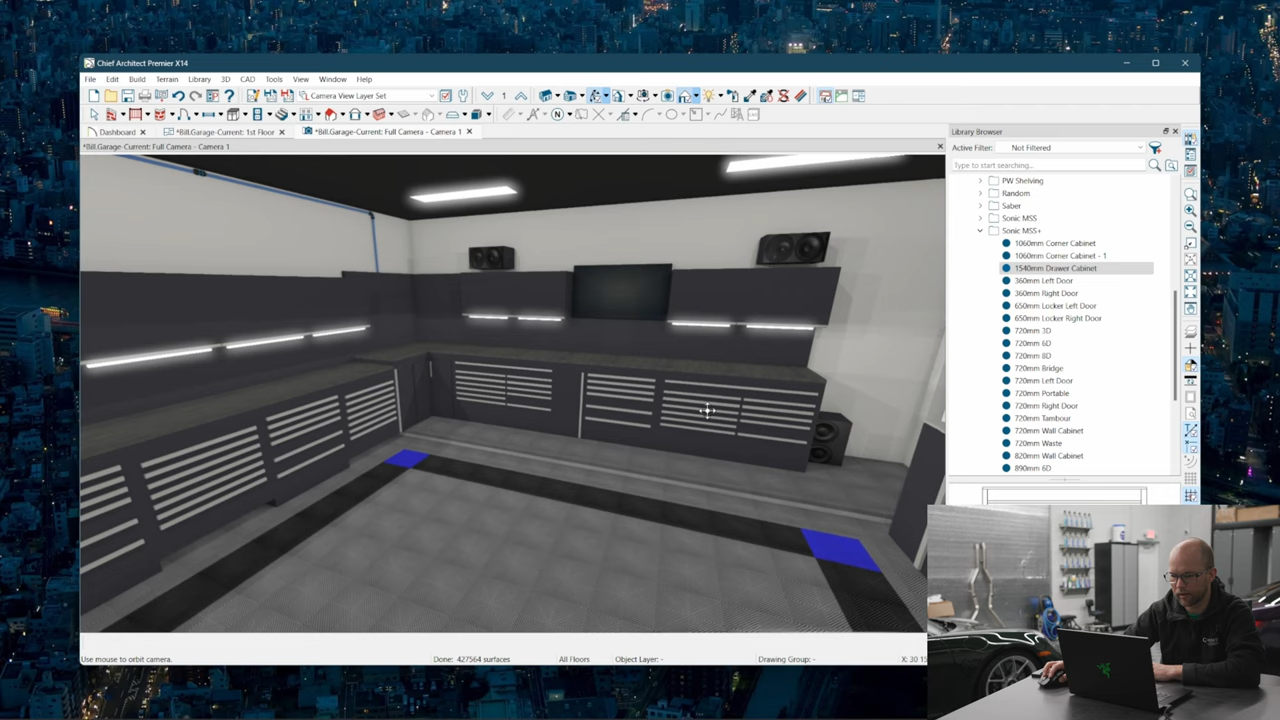 Chief Architect Premier X14
File Edit Build Terrain Library 3D CAD Tools View Window Help
1 Camera View Layer Set
N
Dashboard *Bill.Garage-Current: 1st Floor *Bill.Garage-Current: Full Camera - Camera 1
*Bill.Garage-Current: Full Camera - Camera 1
Library Browser
Active Filter: Not Filtered
Type to start searching...
PW Shelving
Random
Saber
Sonic MSS
Sonic MSS+
1060mm Corner Cabinet
1060mm Corner Cabinet - 1
1540mm Drawer Cabinet
360mm Left Door
360mm Right Door
650mm Locker Left Door
650mm Locker Right Door
720mm 3D
720mm 6D
720mm 8D
720mm Bridge
720mm Left Door
720mm Portable
720mm Right Door
720mm Tambour
720mm Wall Cabinet
720mm Waste
820mm Wall Cabinet
890mm 6D
Use mouse to orbit camera.
Done: 427564 surfaces
All Floors
Object Layer: -
Drawing Group: -
X: 30 15